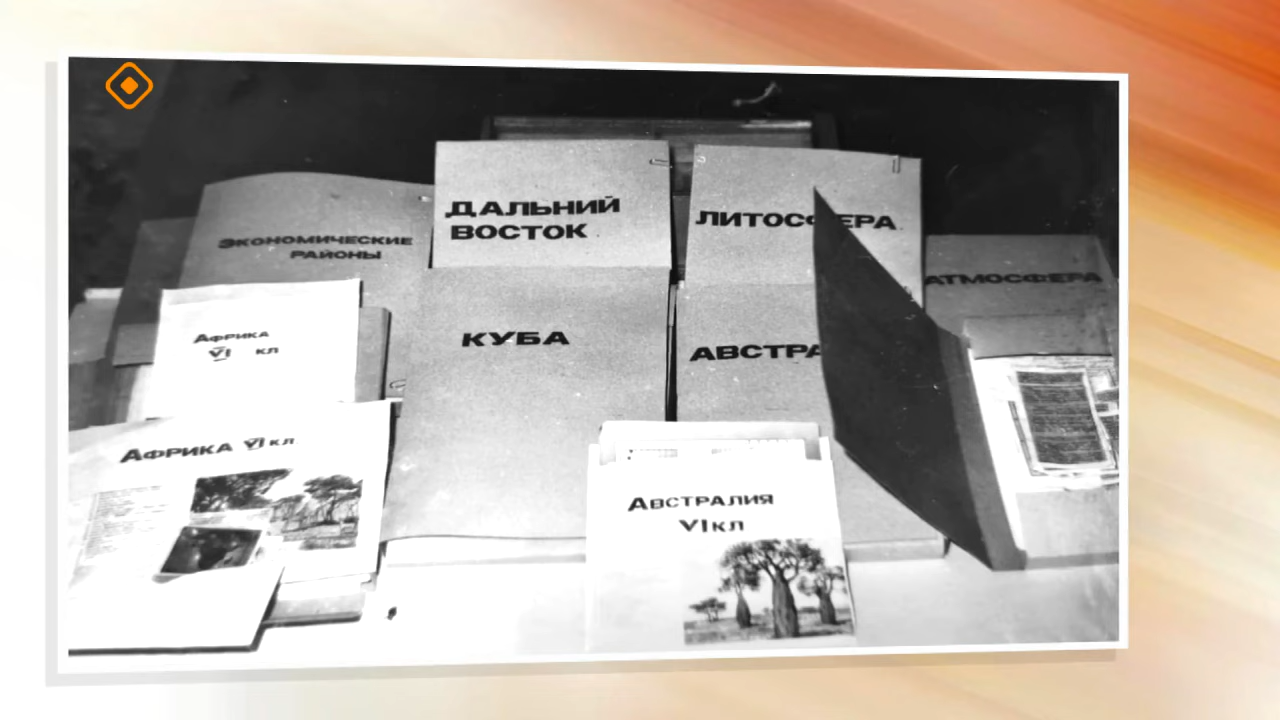 ЭКОНОМИЧЕСКИЕ
РАЙОНЫ
ДАЛЬНИЙ
ВОСТОК
ЛИТОСФЕРА
АТМОСФЕРА
АФРИКА
VI КЛ
КУБА
АВСТРА
АФРИКА VI КЛ.
АВСТРАЛИЯ
VI КЛ